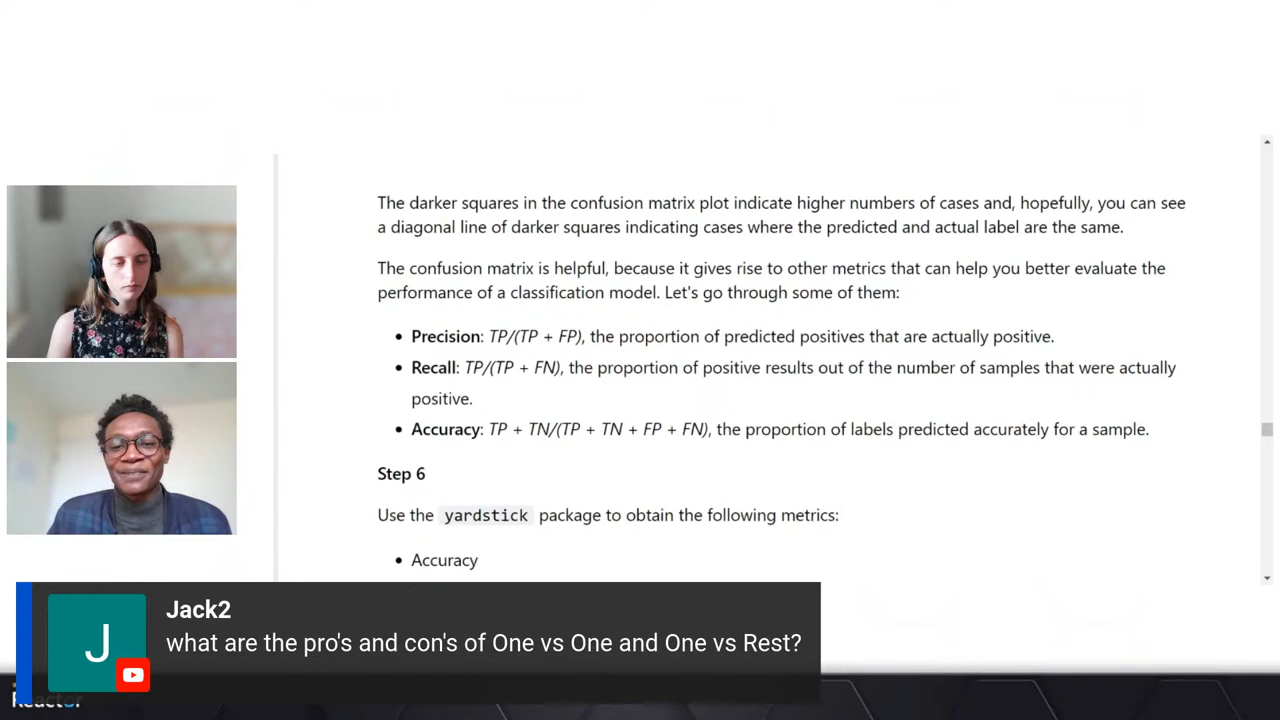 The darker squares in the confusion matrix plot indicate higher numbers of cases and, hopefully, you can see
a diagonal line of darker squares indicating cases where the predicted and actual label are the same.
The confusion matrix is helpful, because it gives rise to other metrics that can help you better evaluate the
performance of a classification model. Let's go through some of them:
• Precision: TP/(TP + FP), the proportion of predicted positives that are actually positive.
• Recall: TP/(TP + FN), the proportion of positive results out of the number of samples that were actually
positive.
• Accuracy: TP + TN/(TP + TN + FP + FN), the proportion of labels predicted accurately for a sample.
Step 6
Use the yardstick package to obtain the following metrics:
• Accuracy
J
Jack2
what are the pro's and con's of One vs One and One vs Rest?
Reactor